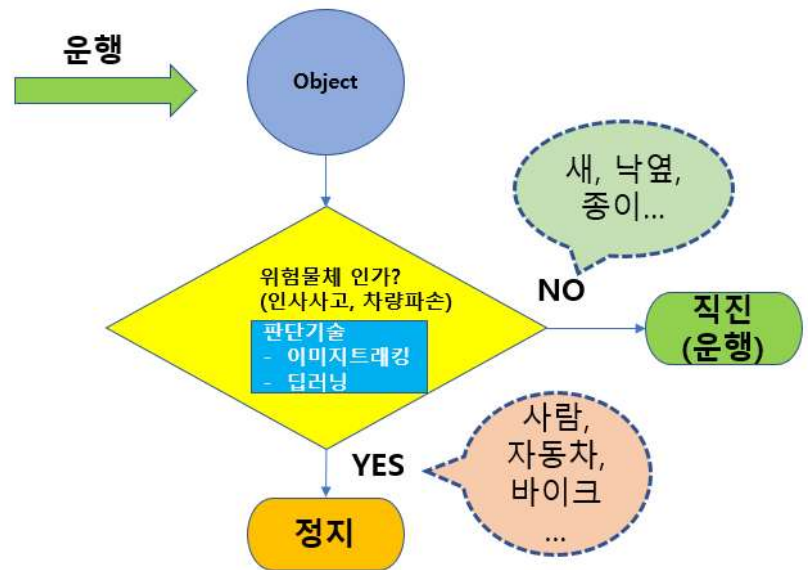 운행
Object
새, 낙옆,
종이...
위험물체 인가?
(인사사고, 차량파손)
판단기술
- 이미지트래킹
- 딥러닝
NO
직진
(운행)
YES
사람,
자동차,
바이크
...
정지